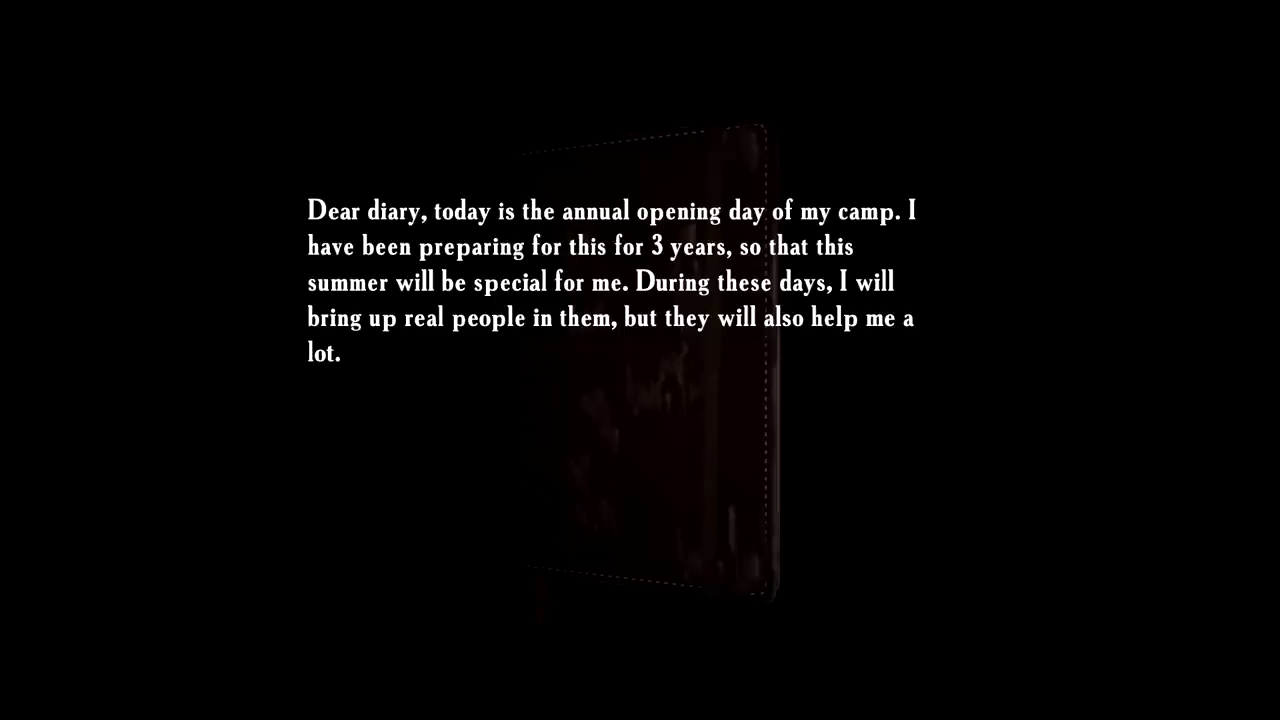 Dear diary, today is the annual opening day of my camp. I
have been preparing for this for 3 years, so that this
summer will be special for me. During these days, I will
bring up real people in them, but they will also help me a
lot.